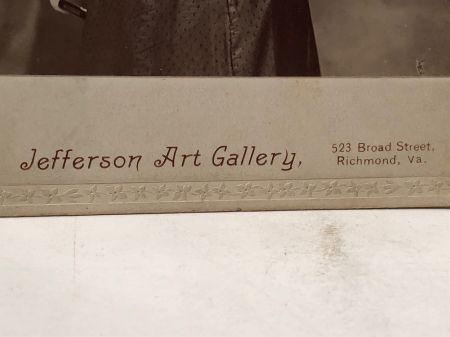 Jefferson Art Gallery,
523 Broad Street,
Richmond, Va.